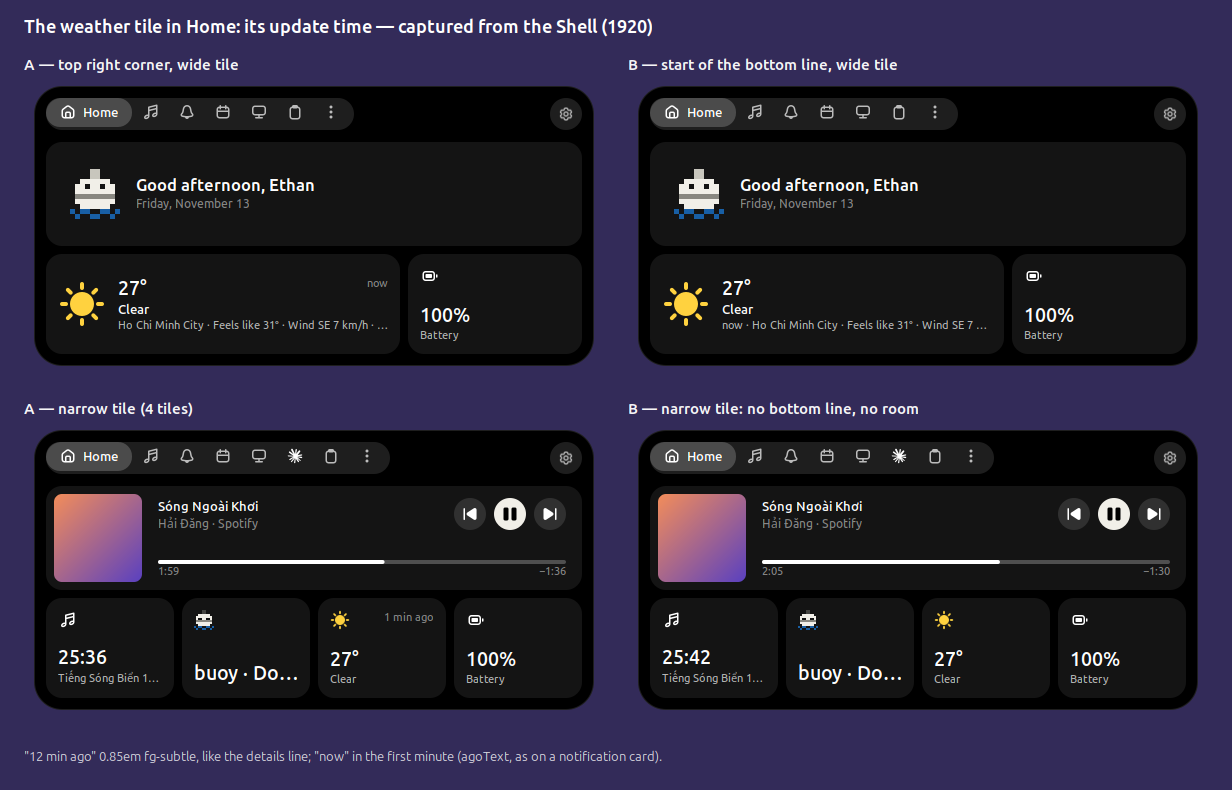 The weather tile in Home: its update time — captured from the Shell (1920)
A — top right corner, wide tile
Home
Good afternoon, Ethan
Friday, November 13
27°
now
Clear
Ho Chi Minh City · Feels like 31° · Wind SE 7 km/h · ...
100%
Battery
B — start of the bottom line, wide tile
Home
Good afternoon, Ethan
Friday, November 13
27°
Clear
now · Ho Chi Minh City · Feels like 31° · Wind SE 7 ...
100%
Battery
A — narrow tile (4 tiles)
Home
Sóng Ngoài Khơi
Hải Đăng · Spotify
1:59
−1:36
25:36
Tiếng Sóng Biển 1...
buoy · Do...
1 min ago
27°
Clear
100%
Battery
B — narrow tile: no bottom line, no room
Home
Sóng Ngoài Khơi
Hải Đăng · Spotify
2:05
−1:30
25:42
Tiếng Sóng Biển 1...
buoy · Do...
27°
Clear
100%
Battery
"12 min ago" 0.85em fg-subtle, like the details line; "now" in the first minute (agoText, as on a notification card).